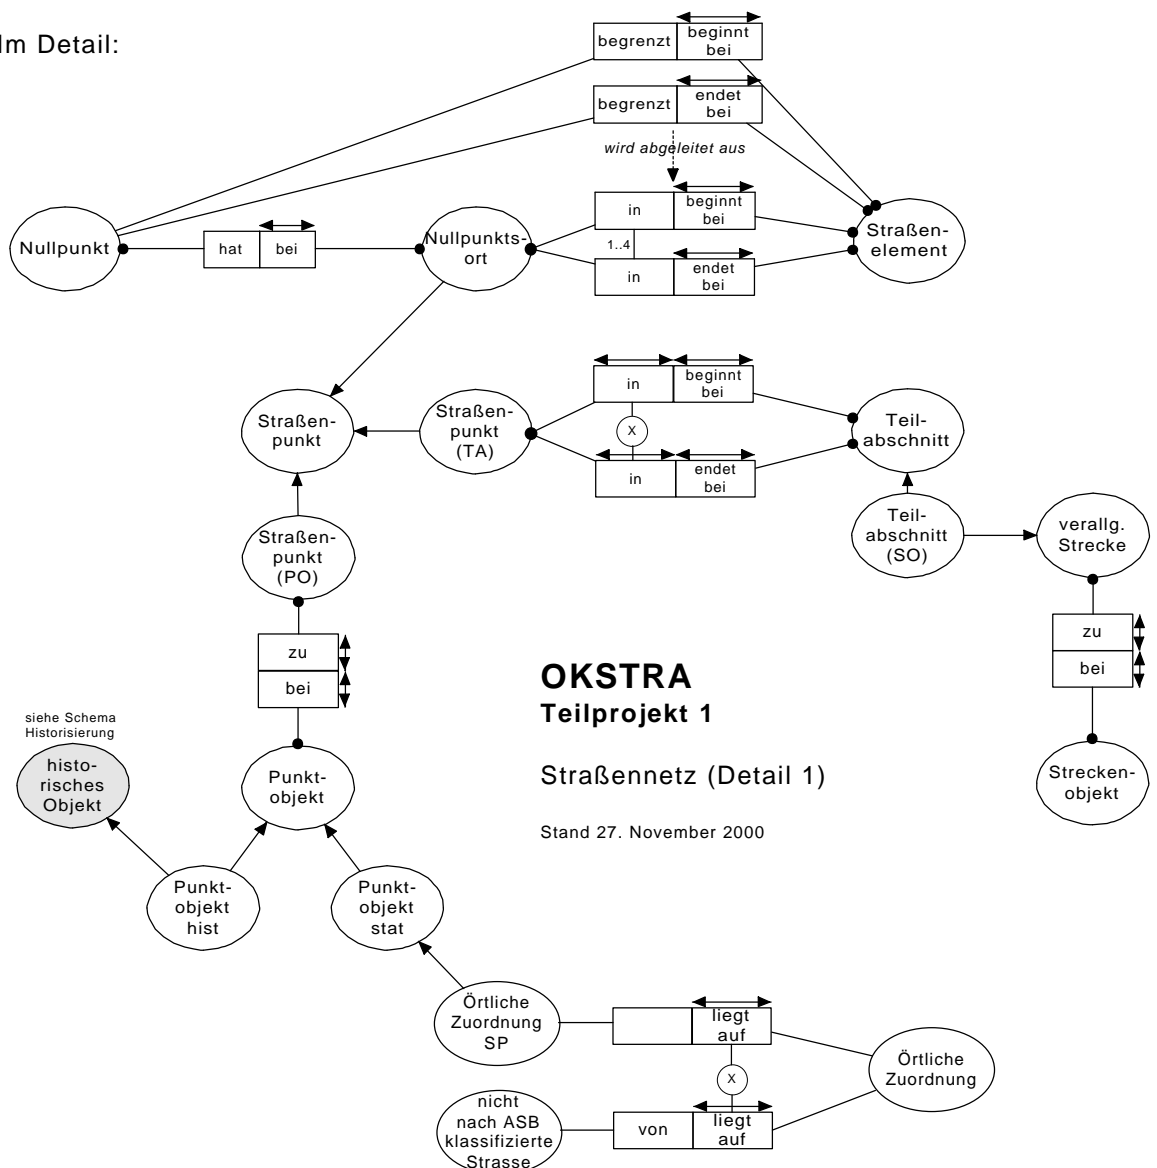 Im Detail:
begrenzt
beginnt
bei
begrenzt
endet
bei
wird abgeleitet aus
in
beginnt
bei
Nullpunkt
hat
bei
Nullpunkts-
ort
1..4
Straßen-
element
in
endet
bei
in
beginnt
bei
Straßen-
punkt
Straßen-
punkt
(TA)
X
Teil-
abschnitt
in
endet
bei
Straßen-
punkt
(PO)
Teil-
abschnitt
(SO)
verallg.
Strecke
zu
bei
zu
bei
OKSTRA
Teilprojekt 1
Straßennetz (Detail 1)
Stand 27. November 2000
siehe Schema
Historisierung
histo-
risches
Objekt
Punkt-
objekt
Strecken-
objekt
Punkt-
objekt
hist
Punkt-
objekt
stat
Örtliche
Zuordnung
SP
liegt
auf
X
Örtliche
Zuordnung
nicht
nach ASB
klassifizierte
Strasse
von
liegt
auf